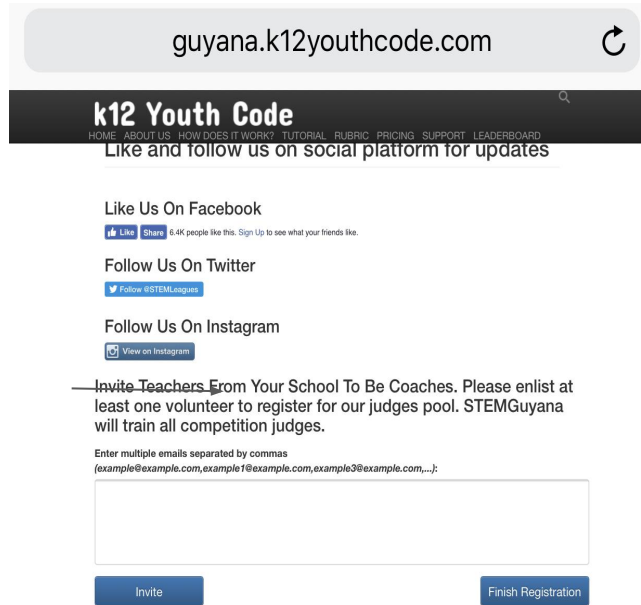 guyana.k12youthcode.com
k12 Youth Code
HOME ABOUT US HOW DOES IT WORK? TUTORIAL RUBRIC PRICING SUPPORT LEADERBOARD
Like and follow us on social platform for updates
Like Us On Facebook
Like Share 6.4K people like this. Sign Up to see what your friends like.
Follow Us On Twitter
Follow @STEMLeagues
Follow Us On Instagram
View on Instagram
Invite Teachers From Your School To Be Coaches. Please enlist at
least one volunteer to register for our judges pool. STEMGuyana
will train all competition judges.
Enter multiple emails separated by commas
(example@example.com,example1@example.com,example3@example.com,...):
Invite Finish Registration